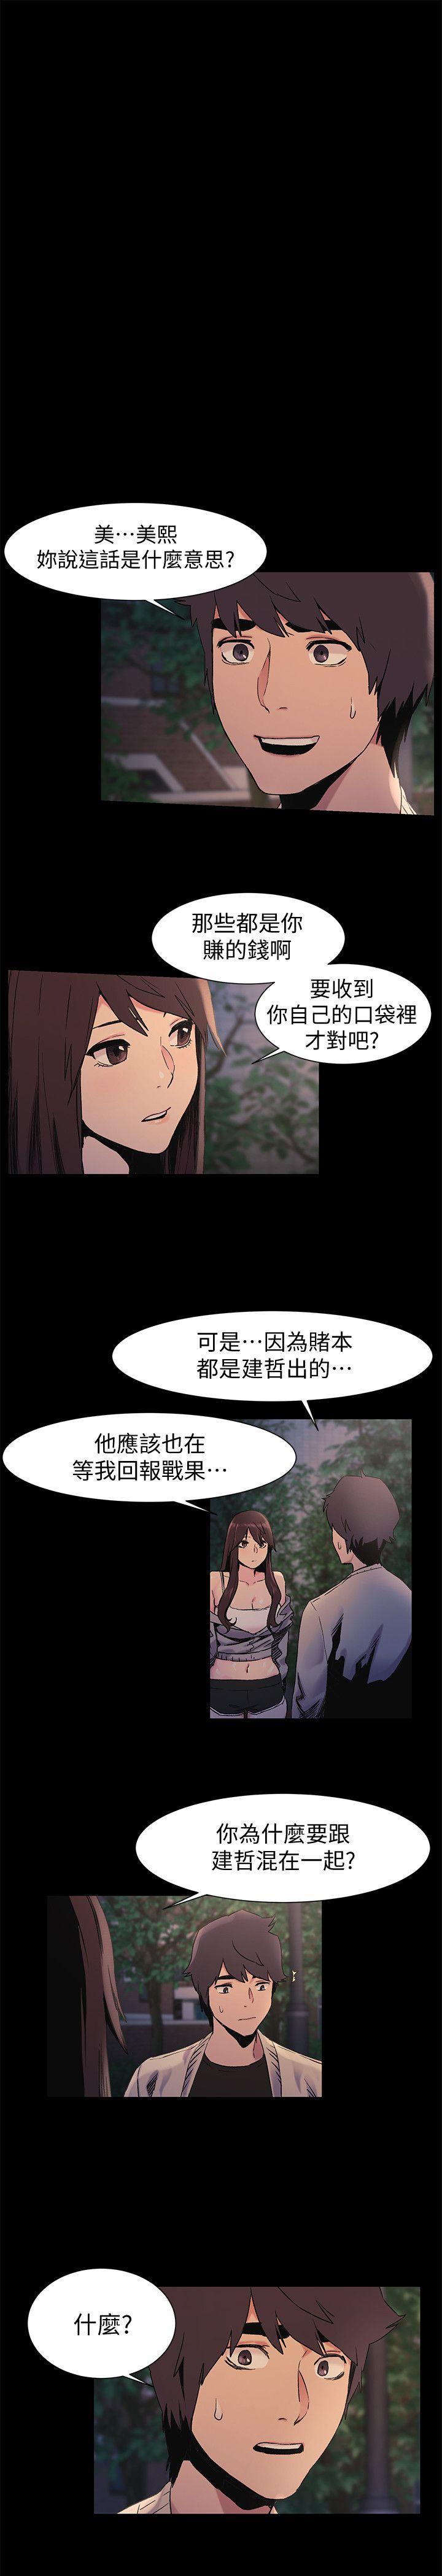 美⋯美熙
妳說這話是什麼意思?
那些都是你
賺的錢啊
要收到
你自己的口袋裡
才對吧?
可是⋯因為賭本
都是建哲出的⋯
他應該也在
等我回報戰果⋯
你為什麼要跟
建哲混在一起?
什麼?